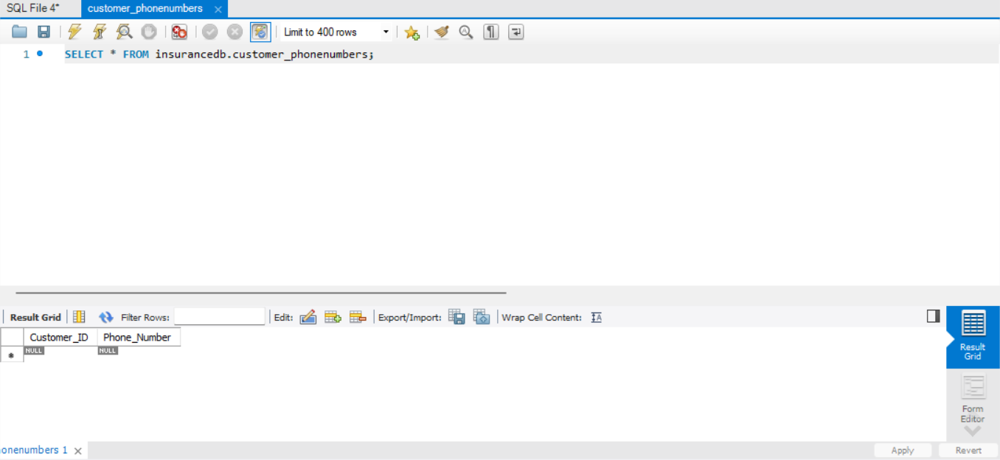 SQL File 4* customer_phonenumbers
Limit to 400 rows
1 SELECT * FROM insurancedb.customer_phonenumbers;
Result Grid Filter Rows: Edit: Export/Import: Wrap Cell Content:
Customer_ID Phone_Number
NULL NULL
Result
Grid
Form
Editor
onenumbers 1
Apply Revert